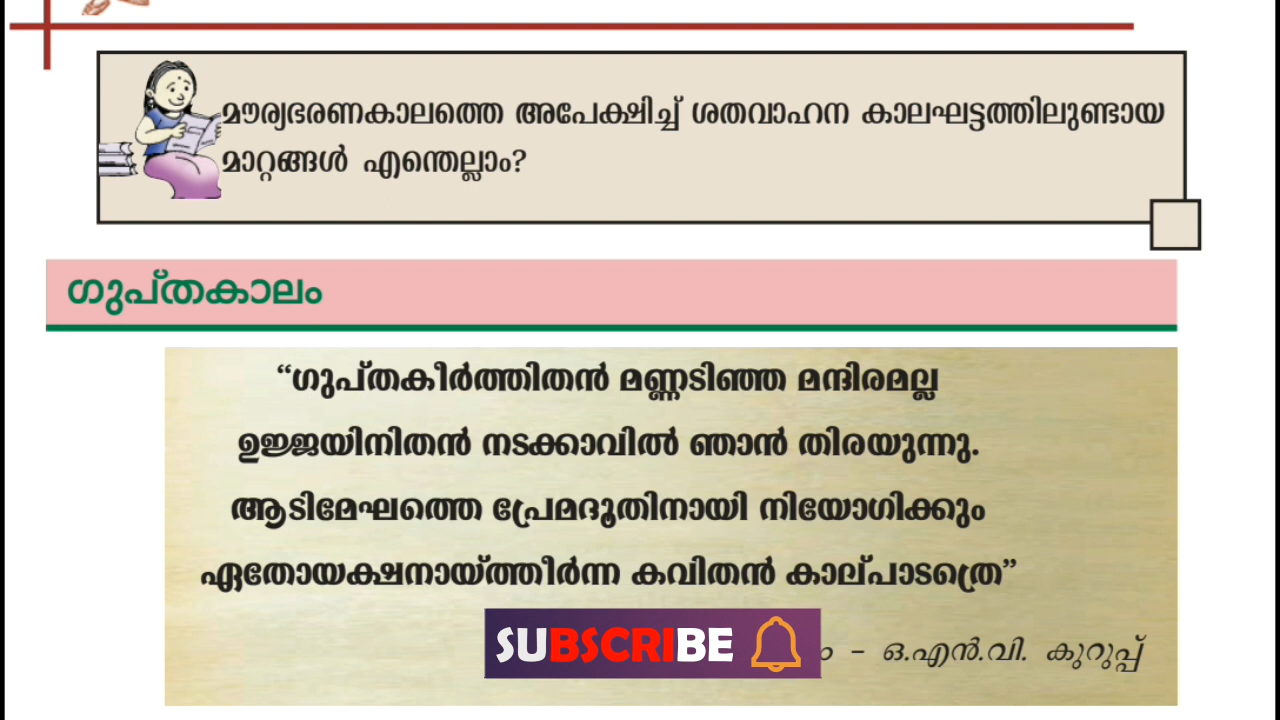 മൗര്യഭരണകാലത്തെ അപേക്ഷിച്ച് ശതവാഹന കാലഘട്ടത്തിലുണ്ടായ
മാറ്റങ്ങൾ എന്തെല്ലാം?
ഗുപ്തകാലം
“ഗുപ്തകീർത്തിതൻ മണ്ണടിഞ്ഞ മന്ദിരമല്ല
ഉജ്ജയിനിതൻ നടക്കാവിൽ ഞാൻ തിരയുന്നു.
ആടിമേഘത്തെ പ്രേമദൂതിനായി നിയോഗിക്കും
ഏതോയക്ഷനായ്ത്തീർന്ന കവിതൻ കാല്പാടത്രെ”
SUBSCRIBE
– ഒ.എൻ.വി. കുറുപ്പ്